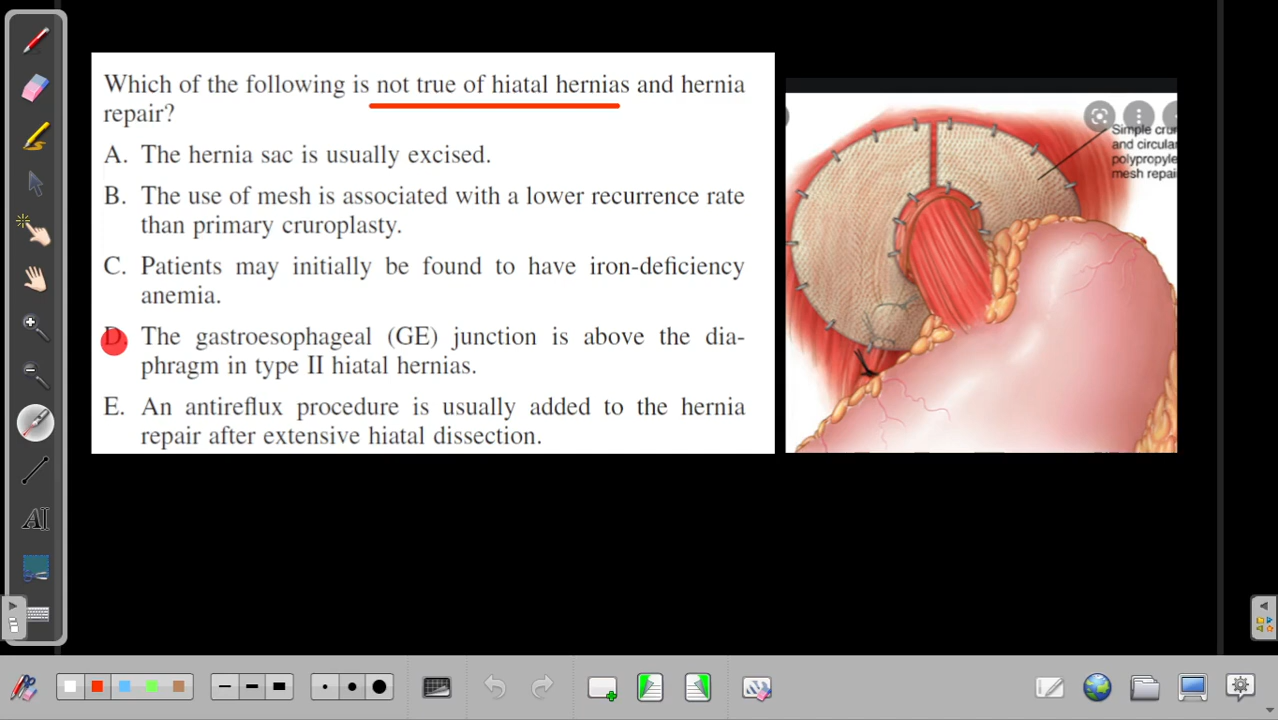 Which of the following is not true of hiatal hernias and hernia
repair?
A. The hernia sac is usually excised.
B. The use of mesh is associated with a lower recurrence rate
than primary cruroplasty.
C. Patients may initially be found to have iron-deficiency
anemia.
D. The gastroesophageal (GE) junction is above the dia-
phragm in type II hiatal hernias.
E. An antireflux procedure is usually added to the hernia
repair after extensive hiatal dissection.
Simple cru
and circula
polypropyle
mesh repai
AI